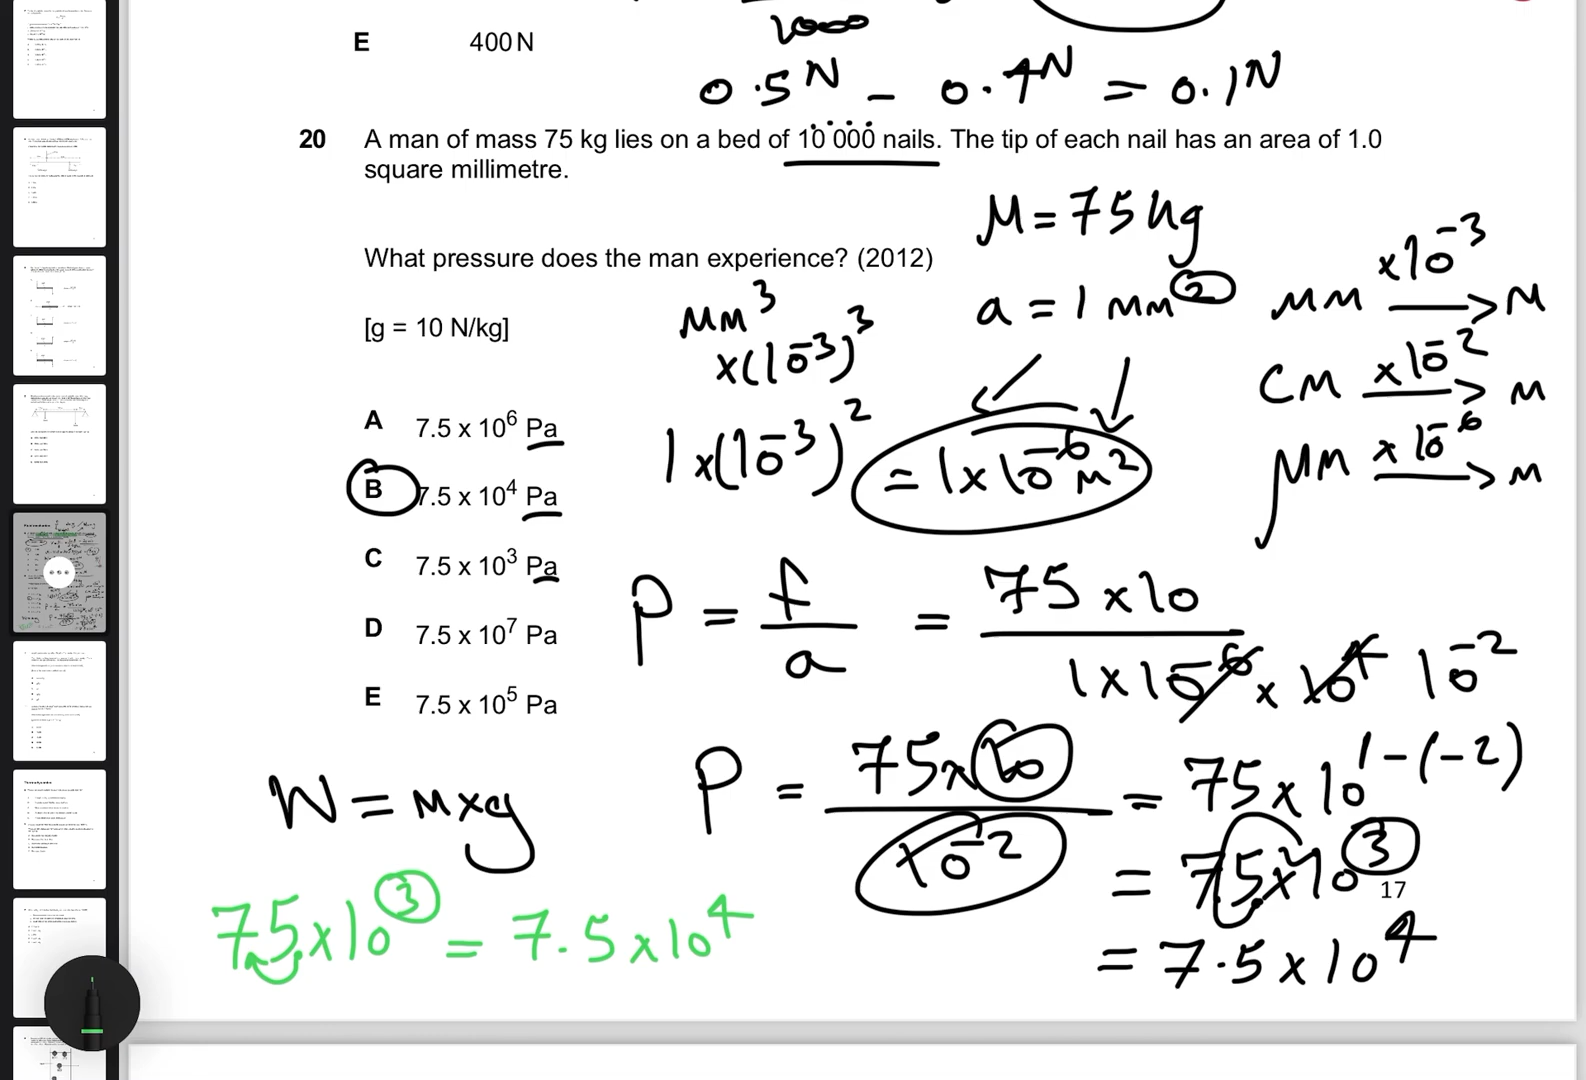 E 400 N
1000
0.5N - 0.4N = 0.1N
20 A man of mass 75 kg lies on a bed of 10 000 nails. The tip of each nail has an area of 1.0
square millimetre.
M = 75 kg
What pressure does the man experience? (2012)
mm³
a = 1 mm²
mm ×10⁻³ → m
[g = 10 N/kg]
×(10⁻³)³
cm ×10⁻² → m
A 7.5 x 10⁶ Pa
1×(10⁻³)² = 1×10⁻⁶ m²
μm ×10⁻⁶ → m
B 7.5 x 10⁴ Pa
C 7.5 x 10³ Pa
P = f/a = 75×10 / 1×10⁻⁶ × 10⁴ 10⁻²
D 7.5 x 10⁷ Pa
E 7.5 x 10⁵ Pa
P = 75×10 / 10⁻² = 75×10¹⁻⁽⁻²⁾
W = m×g
= 75×10³
17
75×10³ = 7.5×10⁴
= 7.5×10⁴